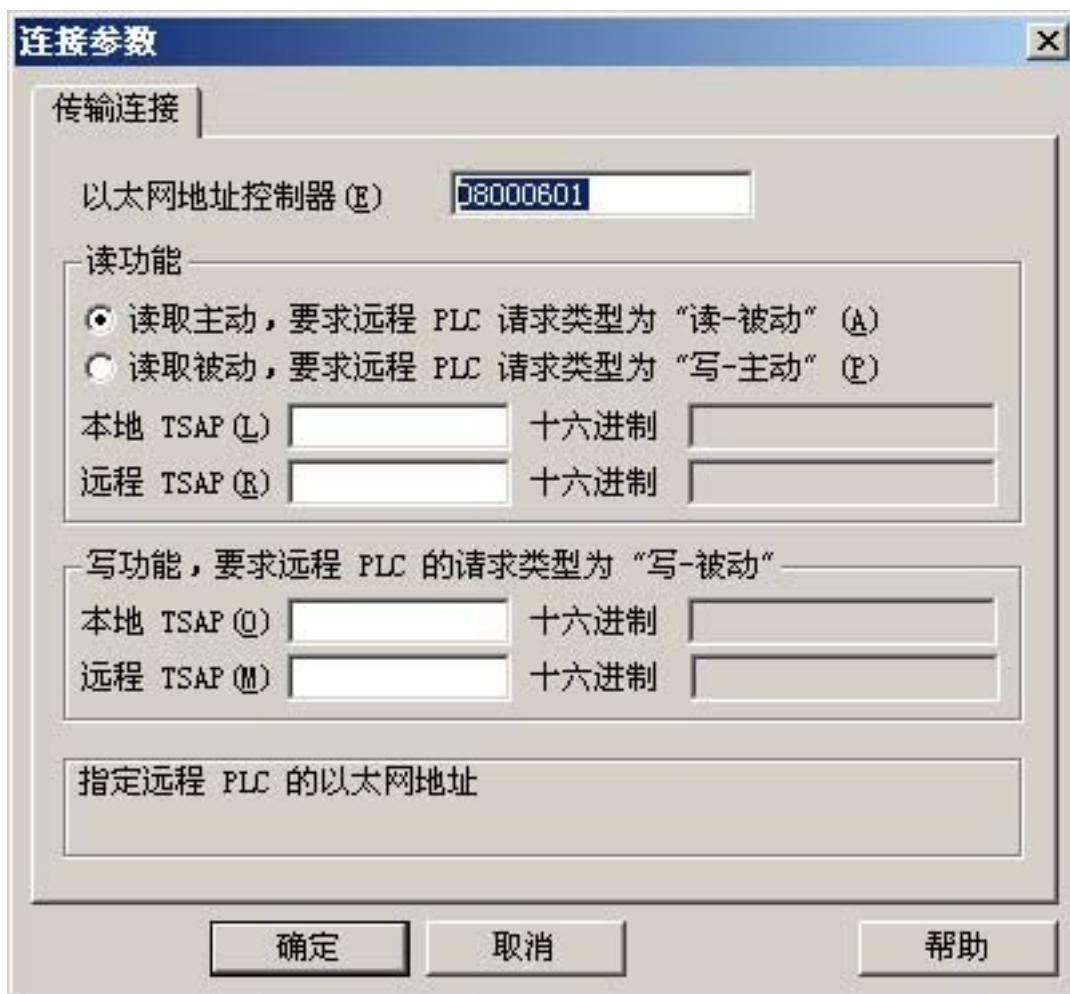 连接参数
传输连接
以太网地址控制器(E) 08000601
读功能
读取主动，要求远程 PLC 请求类型为 "读-被动" (A)
读取被动，要求远程 PLC 请求类型为 "写-主动" (P)
本地 TSAP(L) 十六进制
远程 TSAP(R) 十六进制
写功能，要求远程 PLC 的请求类型为 "写-被动"
本地 TSAP(O) 十六进制
远程 TSAP(M) 十六进制
指定远程 PLC 的以太网地址
确定 取消 帮助